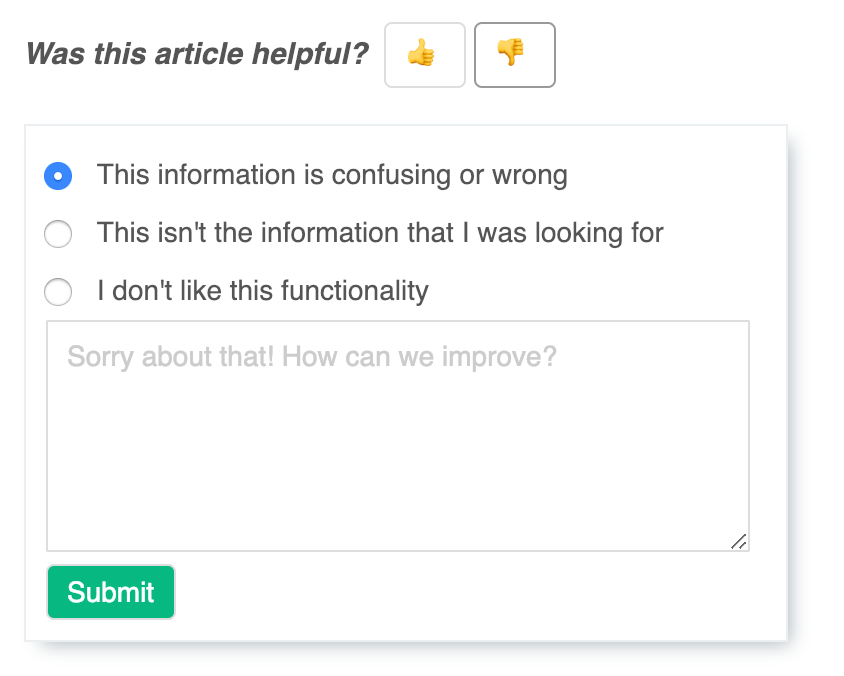 Was this article helpful? 👍 👎
This information is confusing or wrong
This isn't the information that I was looking for
I don't like this functionality
Sorry about that! How can we improve?
Submit